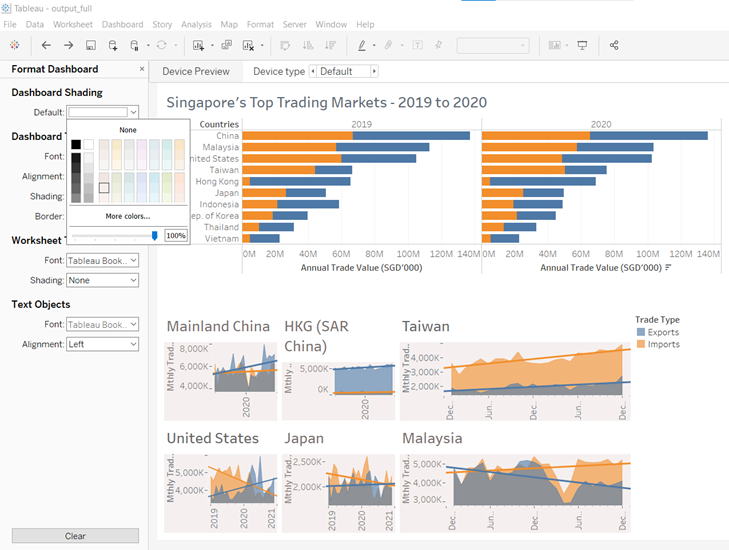 Tableau - output_full
File Data Worksheet Dashboard Story Analysis Map Format Server Window Help
Format Dashboard ×
Device Preview Device type Default
Dashboard Shading
Default:
None
Dashboard T
Font:
Alignment:
Shading:
Border:
More colors...
100%
Worksheet T
Font: Tableau Book..
Shading: None
Text Objects
Font: Tableau Book..
Alignment: Left
Clear
Singapore's Top Trading Markets - 2019 to 2020
Countries 2019 2020
China
Malaysia
nited States
Taiwan
Hong Kong
Japan
Indonesia
ep. of Korea
Thailand
Vietnam
0M 20M 40M 60M 80M 100M 120M 140M 0M 20M 40M 60M 80M 100M 120M 140M
Annual Trade Value (SGD'000) Annual Trade Value (SGD'000)
Trade Type
Exports
Imports
Mainland China
Mthly Trad..
8,000K
6,000K
4,000K
2020
HKG (SAR
China)
Mthly ..
5,000K
0K
2020
Taiwan
Mthly Trad..
4,000K
3,000K
2,000K
Dec.. Jun.. Dec.. Jun.. Dec..
United States
Mthly Trad..
5,000K
4,000K
2019 2020 2021
Japan
Mthly Trad..
2,500K
2,000K
2019 2020 2021
Malaysia
Mthly Trad..
5,000K
4,000K
3,000K
Dec.. Jun.. Dec.. Jun.. Dec..